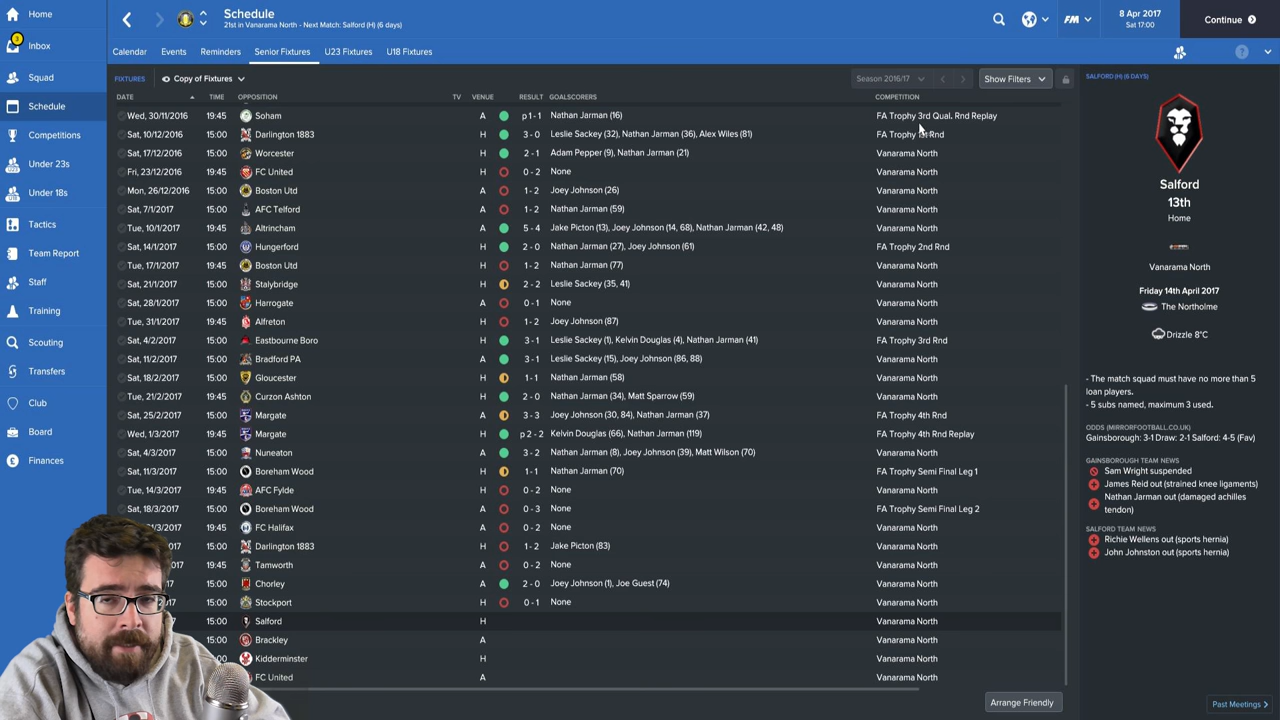 Home
3
Inbox
Squad
Schedule
Competitions
Under 23s
Under 18s
Tactics
Team Report
Staff
Training
Scouting
Transfers
Club
Board
Finances
Schedule
21st in Vanarama North - Next Match: Salford (H) (6 days)
FM
8 Apr 2017
Sat 17:00
Continue
Calendar Events Reminders Senior Fixtures U23 Fixtures U18 Fixtures
FIXTURES Copy of Fixtures Season 2016/17 Show Filters
DATE TIME OPPOSITION TV VENUE RESULT GOALSCORERS COMPETITION
Wed, 30/11/2016 19:45 Soham A p 1 - 1 Nathan Jarman (16) FA Trophy 3rd Qual. Rnd Replay
Sat, 10/12/2016 15:00 Darlington 1883 H 3 - 0 Leslie Sackey (32), Nathan Jarman (36), Alex Wiles (81) FA Trophy 1st Rnd
Sat, 17/12/2016 15:00 Worcester H 2 - 1 Adam Pepper (9), Nathan Jarman (21) Vanarama North
Fri, 23/12/2016 19:45 FC United H 0 - 2 None Vanarama North
Mon, 26/12/2016 15:00 Boston Utd A 1 - 2 Joey Johnson (26) Vanarama North
Sat, 7/1/2017 15:00 AFC Telford A 1 - 2 Nathan Jarman (59) Vanarama North
Tue, 10/1/2017 19:45 Altrincham A 5 - 4 Jake Picton (13), Joey Johnson (14, 68), Nathan Jarman (42, 48) Vanarama North
Sat, 14/1/2017 15:00 Hungerford H 2 - 0 Nathan Jarman (27), Joey Johnson (61) FA Trophy 2nd Rnd
Tue, 17/1/2017 19:45 Boston Utd H 1 - 2 Nathan Jarman (77) Vanarama North
Sat, 21/1/2017 15:00 Stalybridge H 2 - 2 Leslie Sackey (35, 41) Vanarama North
Sat, 28/1/2017 15:00 Harrogate A 0 - 1 None Vanarama North
Tue, 31/1/2017 19:45 Alfreton H 1 - 2 Joey Johnson (87) Vanarama North
Sat, 4/2/2017 15:00 Eastbourne Boro H 3 - 1 Leslie Sackey (1), Kelvin Douglas (4), Nathan Jarman (41) FA Trophy 3rd Rnd
Sat, 11/2/2017 15:00 Bradford PA A 3 - 1 Leslie Sackey (15), Joey Johnson (86, 88) Vanarama North
Sat, 18/2/2017 15:00 Gloucester H 1 - 1 Nathan Jarman (58) Vanarama North
Tue, 21/2/2017 19:45 Curzon Ashton H 2 - 0 Nathan Jarman (34), Matt Sparrow (59) Vanarama North
Sat, 25/2/2017 15:00 Margate A 3 - 3 Joey Johnson (30, 84), Nathan Jarman (37) FA Trophy 4th Rnd
Wed, 1/3/2017 19:45 Margate H p 2 - 2 Kelvin Douglas (66), Nathan Jarman (119) FA Trophy 4th Rnd Replay
Sat, 4/3/2017 15:00 Nuneaton A 3 - 2 Nathan Jarman (8), Joey Johnson (39), Matt Wilson (70) Vanarama North
Sat, 11/3/2017 15:00 Boreham Wood H 1 - 1 Nathan Jarman (70) FA Trophy Semi Final Leg 1
Tue, 14/3/2017 19:45 AFC Fylde H 0 - 2 None Vanarama North
Sat, 18/3/2017 15:00 Boreham Wood A 0 - 3 None FA Trophy Semi Final Leg 2
/3/2017 19:45 FC Halifax A 0 - 2 None Vanarama North
/3/2017 15:00 Darlington 1883 H 1 - 2 Jake Picton (83) Vanarama North
2017 15:00 Tamworth A 0 - 2 None Vanarama North
2017 15:00 Chorley A 2 - 0 Joey Johnson (1), Joe Guest (74) Vanarama North
2017 15:00 Stockport H 0 - 1 None Vanarama North
15:00 Salford H Vanarama North
15:00 Brackley A Vanarama North
Kidderminster H Vanarama North
FC United A Vanarama North
Arrange Friendly
SALFORD (H) (6 DAYS)
Salford
13th
Home
Vanarama North
Friday 14th April 2017
The Northolme
Drizzle 8°C
- The match squad must have no more than 5
loan players.
- 5 subs named, maximum 3 used.
ODDS (MIRRORFOOTBALL.CO.UK)
Gainsborough: 3-1 Draw: 2-1 Salford: 4-5 (Fav)
GAINSBOROUGH TEAM NEWS
Sam Wright suspended
James Reid out (strained knee ligaments)
Nathan Jarman out (damaged achilles
tendon)
SALFORD TEAM NEWS
Richie Wellens out (sports hernia)
John Johnston out (sports hernia)
Past Meetings